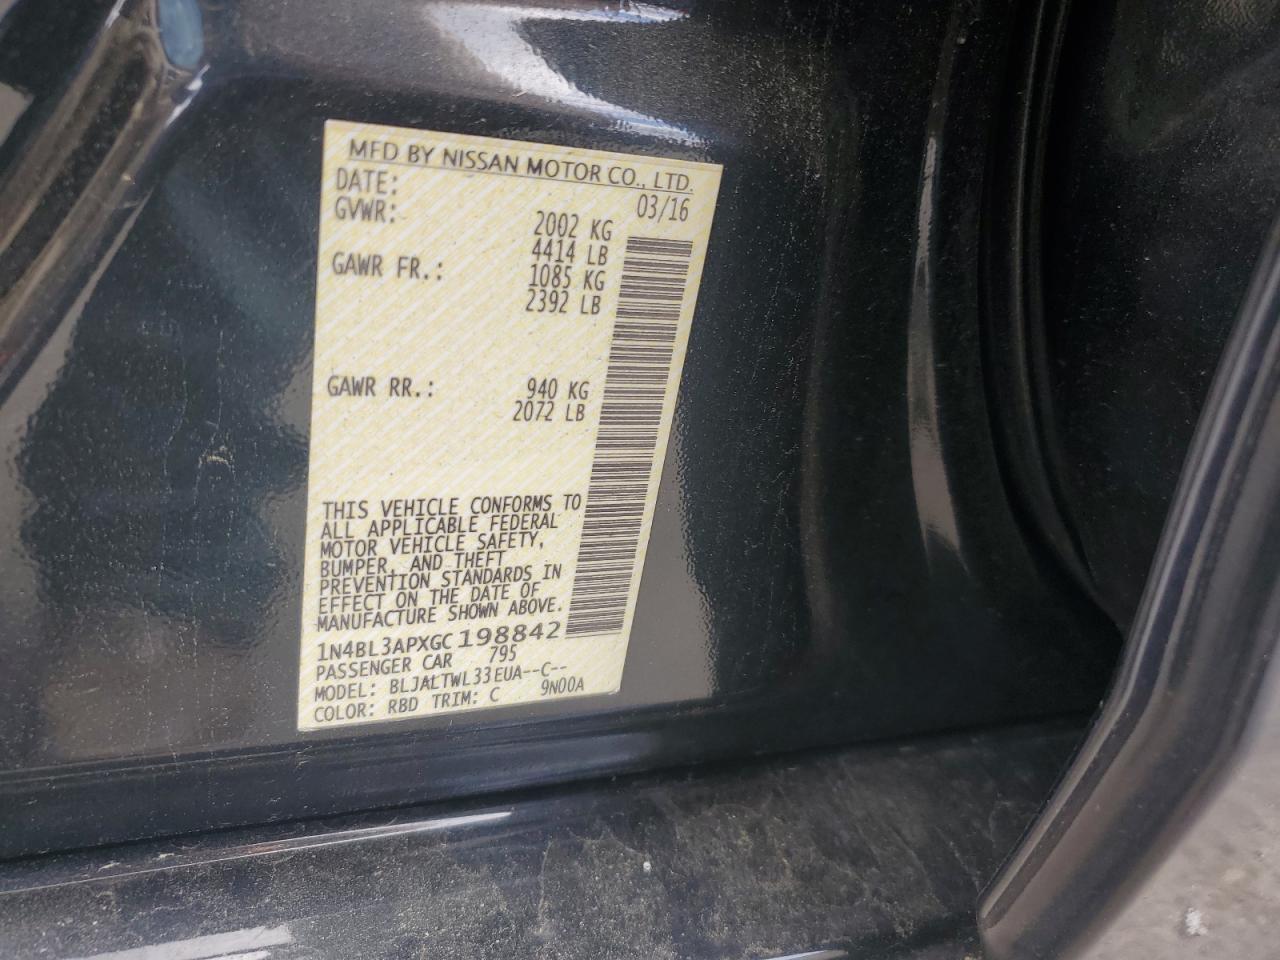 MFD BY NISSAN MOTOR CO., LTD.
DATE: 03/16
GVWR: 2002 KG
4414 LB
GAWR FR.: 1085 KG
2392 LB
GAWR RR.: 940 KG
2072 LB
THIS VEHICLE CONFORMS TO
ALL APPLICABLE FEDERAL
MOTOR VEHICLE SAFETY,
BUMPER, AND THEFT
PREVENTION STANDARDS IN
EFFECT ON THE DATE OF
MANUFACTURE SHOWN ABOVE.
1N4BL3APXGC198842
PASSENGER CAR 795
MODEL: BLJALTWL33EUA--C--
COLOR: RBD TRIM: C 9N00A